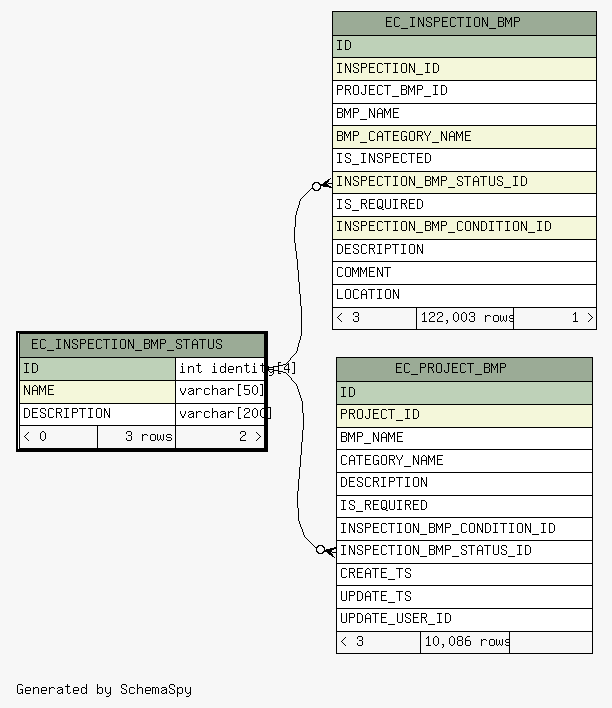 EC_INSPECTION_BMP
ID
INSPECTION_ID
PROJECT_BMP_ID
BMP_NAME
BMP_CATEGORY_NAME
IS_INSPECTED
INSPECTION_BMP_STATUS_ID
IS_REQUIRED
INSPECTION_BMP_CONDITION_ID
DESCRIPTION
COMMENT
LOCATION
< 3 122,003 rows 1 >
EC_INSPECTION_BMP_STATUS
ID int identity[4]
NAME varchar[50]
DESCRIPTION varchar[200]
< 0 3 rows 2 >
EC_PROJECT_BMP
ID
PROJECT_ID
BMP_NAME
CATEGORY_NAME
DESCRIPTION
IS_REQUIRED
INSPECTION_BMP_CONDITION_ID
INSPECTION_BMP_STATUS_ID
CREATE_TS
UPDATE_TS
UPDATE_USER_ID
< 3 10,086 rows
Generated by SchemaSpy